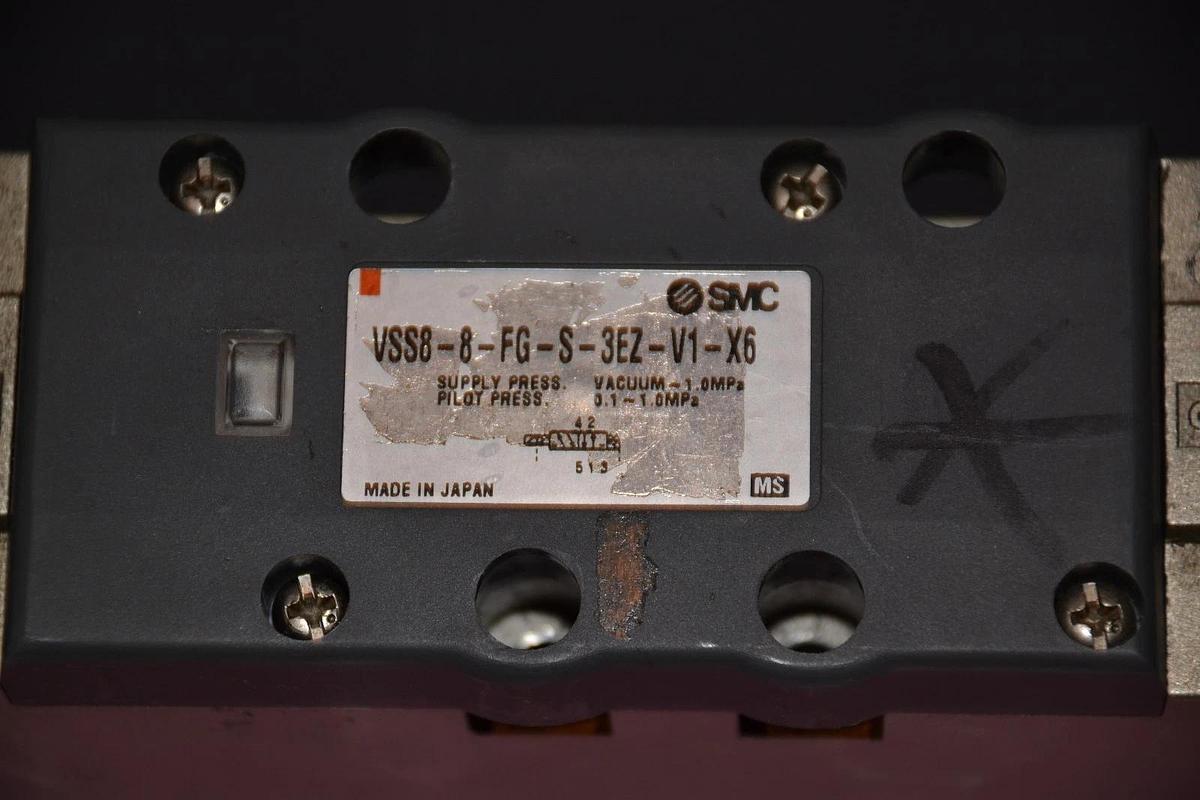 SMC
VSS8-8-FG-S-3EZ-V1-X6
SUPPLY PRESS. VACUUM~1.0MPa
PILOT PRESS. 0.1~1.0MPa
4 2
5 1 3
MADE IN JAPAN MS